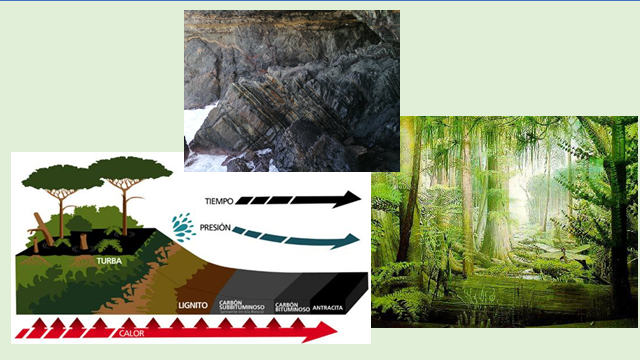 TIEMPO
PRESIÓN
TURBA
LIGNITO
CARBÓN
SUBBITUMINOSO
CARBÓN
BITUMINOSO
ANTRACITA
CALOR